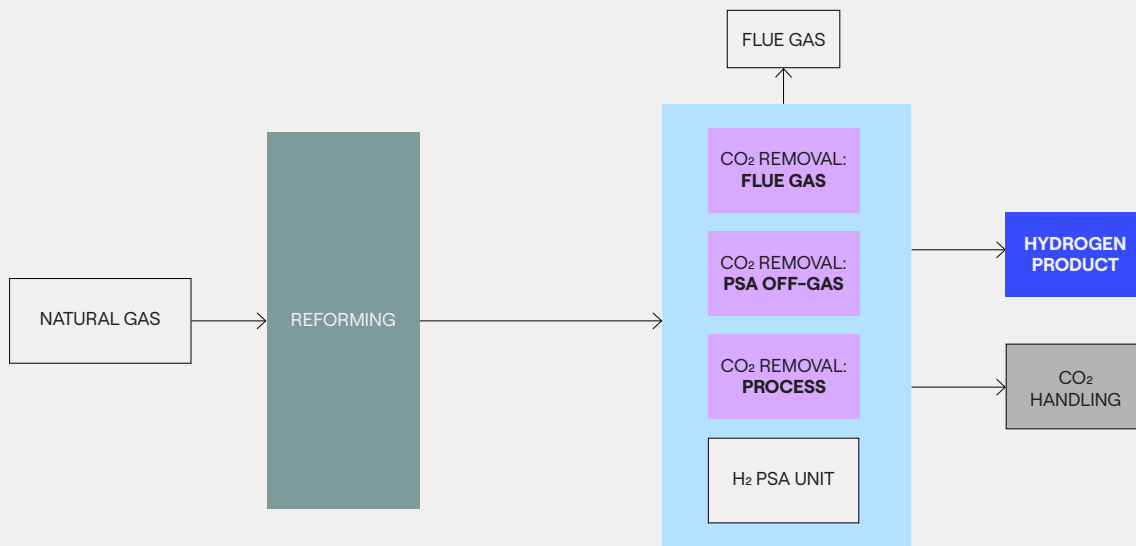 FLUE GAS
CO₂ REMOVAL:
FLUE GAS
CO₂ REMOVAL:
PSA OFF-GAS
CO₂ REMOVAL:
PROCESS
H₂ PSA UNIT
NATURAL GAS
REFORMING
HYDROGEN
PRODUCT
CO₂
HANDLING